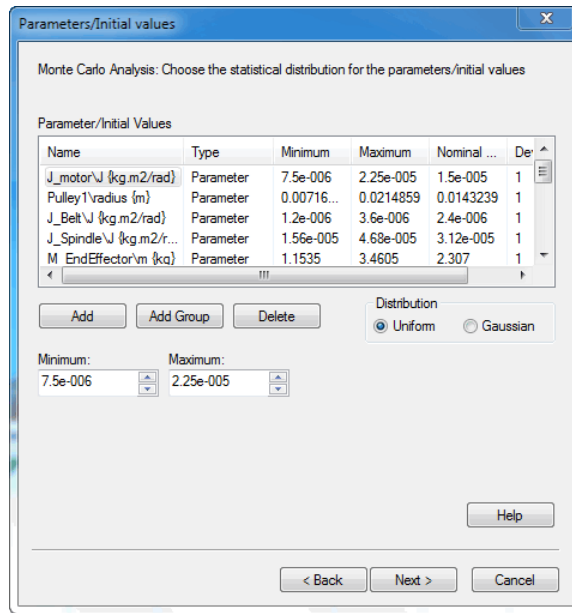 Parameters/Initial values
Monte Carlo Analysis: Choose the statistical distribution for the parameters/initial values
Parameter/Initial Values
Name Type Minimum Maximum Nominal ... De
J_motor\J {kg.m2/rad} Parameter 7.5e-006 2.25e-005 1.5e-005 1
Pulley1\radius {m} Parameter 0.00716... 0.0214859 0.0143239 1
J_Belt\J {kg.m2/rad} Parameter 1.2e-006 3.6e-006 2.4e-006 1
J_Spindle\J {kg.m2/r... Parameter 1.56e-005 4.68e-005 3.12e-005 1
M_EndEffector\m {kg} Parameter 1.1535 3.4605 2.307 1
Add Add Group Delete
Distribution
Uniform Gaussian
Minimum: Maximum:
7.5e-006 2.25e-005
Help
< Back Next > Cancel